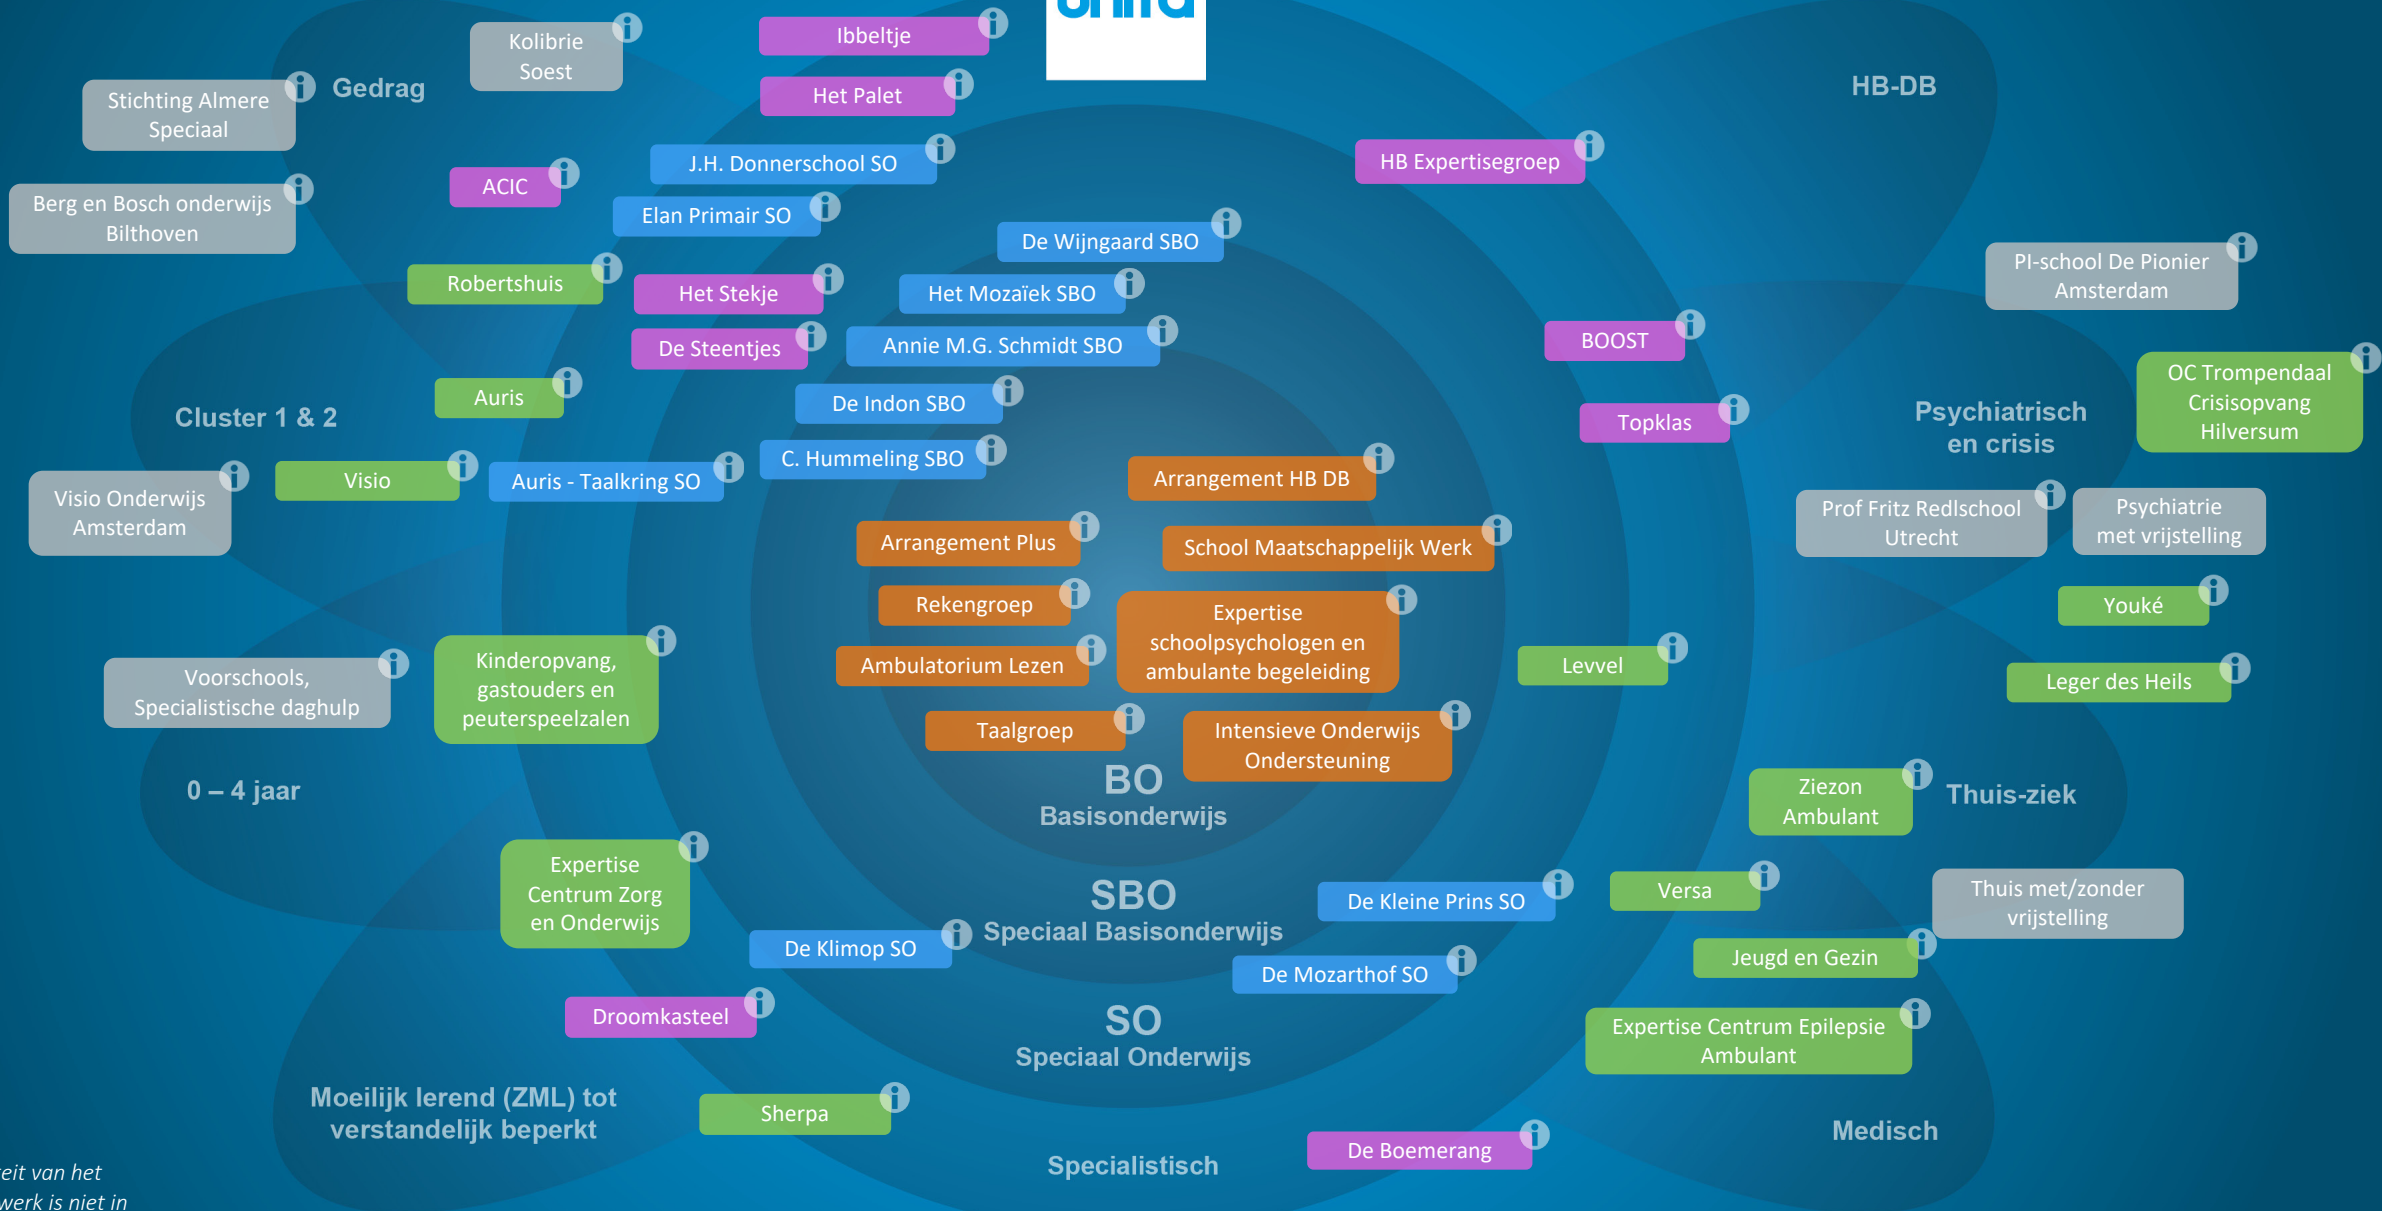 unita
Kolibrie
Soest
Ibbeltje
Gedrag
Het Palet
HB-DB
Stichting Almere
Speciaal
J.H. Donnerschool SO
HB Expertisegroep
ACIC
Berg en Bosch onderwijs
Bilthoven
Elan Primair SO
De Wijngaard SBO
PI-school De Pionier
Amsterdam
Robertshuis
Het Stekje
Het Mozaïek SBO
De Steentjes
Annie M.G. Schmidt SBO
BOOST
OC Trompendaal
Crisisopvang
Hilversum
Auris
De Indon SBO
Cluster 1 & 2
Topklas
Psychiatrisch
en crisis
C. Hummeling SBO
Visio
Auris - Taalkring SO
Arrangement HB DB
Visio Onderwijs
Amsterdam
Prof Fritz Redlschool
Utrecht
Psychiatrie
met vrijstelling
Arrangement Plus
School Maatschappelijk Werk
Rekengroep
Expertise
schoolpsychologen en
ambulante begeleiding
Youké
Kinderopvang,
gastouders en
peuterspeelzalen
Ambulatorium Lezen
Levvel
Voorschools,
Specialistische daghulp
Leger des Heils
Taalgroep
Intensieve Onderwijs
Ondersteuning
BO
Basisonderwijs
0 – 4 jaar
Ziezon
Ambulant
Thuis-ziek
Expertise
Centrum Zorg
en Onderwijs
SBO
Speciaal Basisonderwijs
De Kleine Prins SO
Versa
Thuis met/zonder
vrijstelling
De Klimop SO
De Mozarthof SO
Jeugd en Gezin
Droomkasteel
SO
Speciaal Onderwijs
Expertise Centrum Epilepsie
Ambulant
Moeilijk lerend (ZML) tot
verstandelijk beperkt
Sherpa
Medisch
De Boemerang
Specialistisch
eit van het
werk is niet in